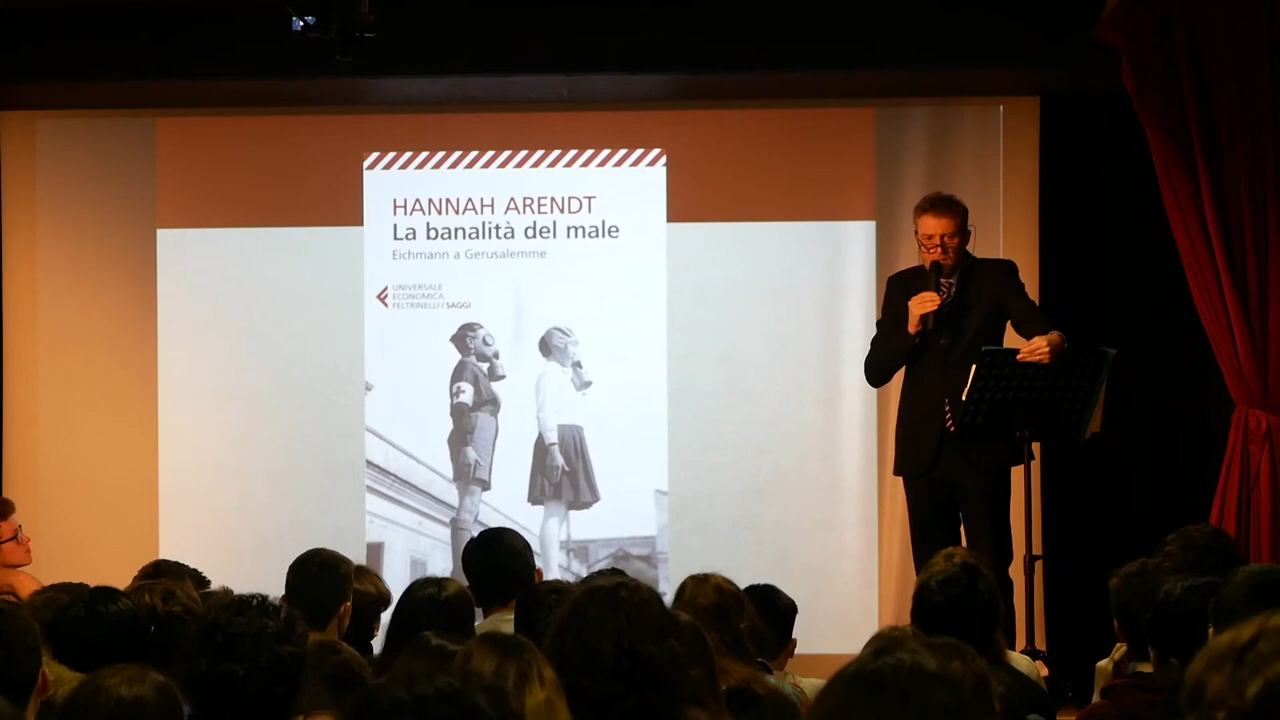 HANNAH ARENDT
La banalità del male
Eichmann a Gerusalemme
UNIVERSALE
ECONOMICA
FELTRINELLI / SAGGI